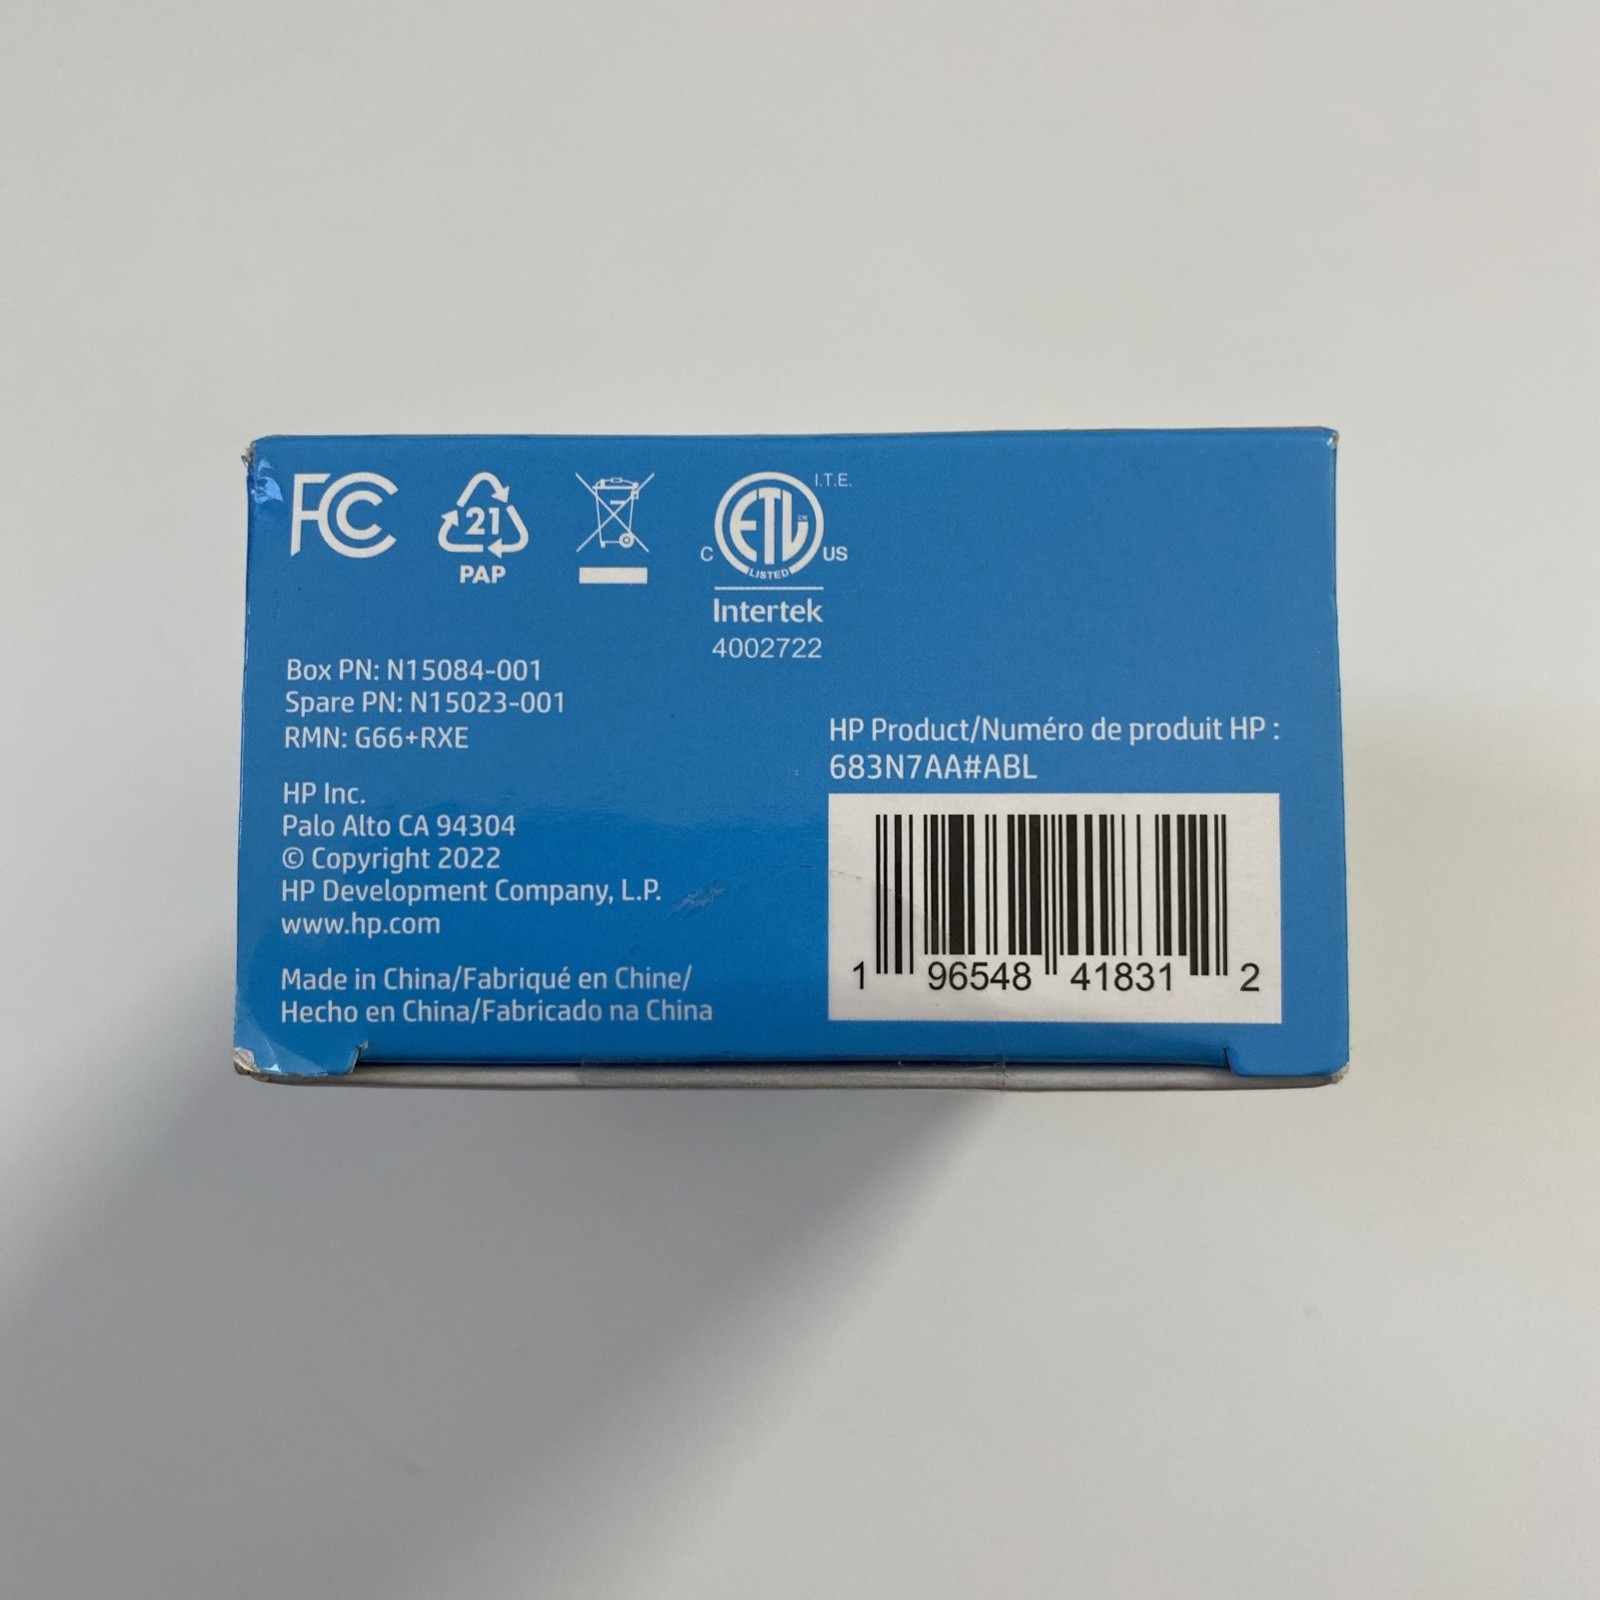 FC
21
PAP
I.T.E.
ETL
C US
LISTED
Intertek
4002722
Box PN: N15084-001
Spare PN: N15023-001
RMN: G66+RXE
HP Inc.
Palo Alto CA 94304
© Copyright 2022
HP Development Company, L.P.
www.hp.com
Made in China/Fabriqué en Chine/
Hecho en China/Fabricado na China
HP Product/Numéro de produit HP :
683N7AA#ABL
1 96548 41831 2